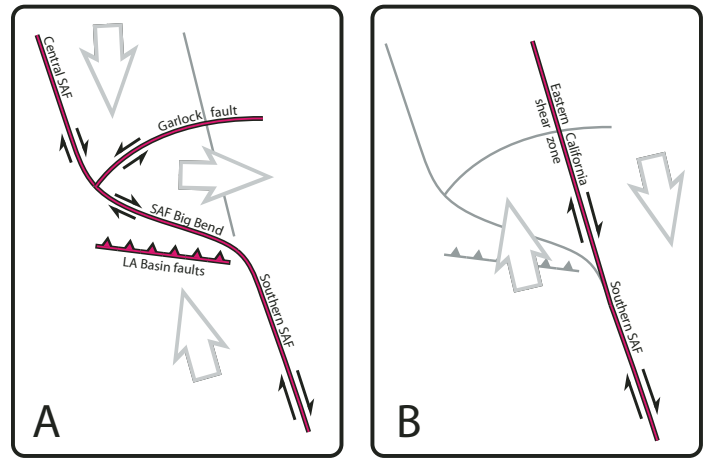 Central SAF
Garlock fault
SAF Big Bend
LA Basin faults
Southern SAF
A
Eastern California
shear zone
Southern SAF
B